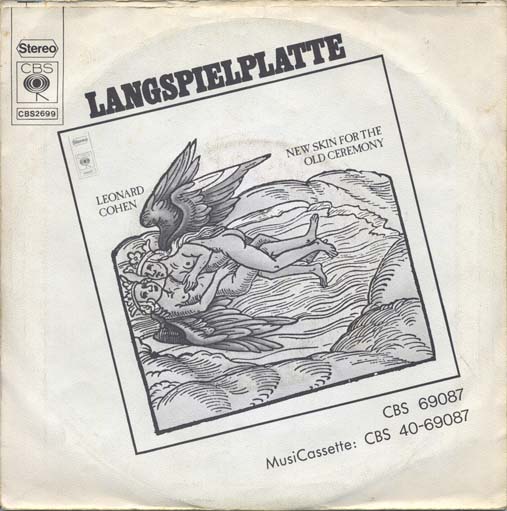 Stereo
CBS
CBS2699
LANGSPIELPLATTE
LEONARD
COHEN
NEW SKIN FOR THE
OLD CEREMONY
CBS 69087
MusiCassette: CBS 40-69087